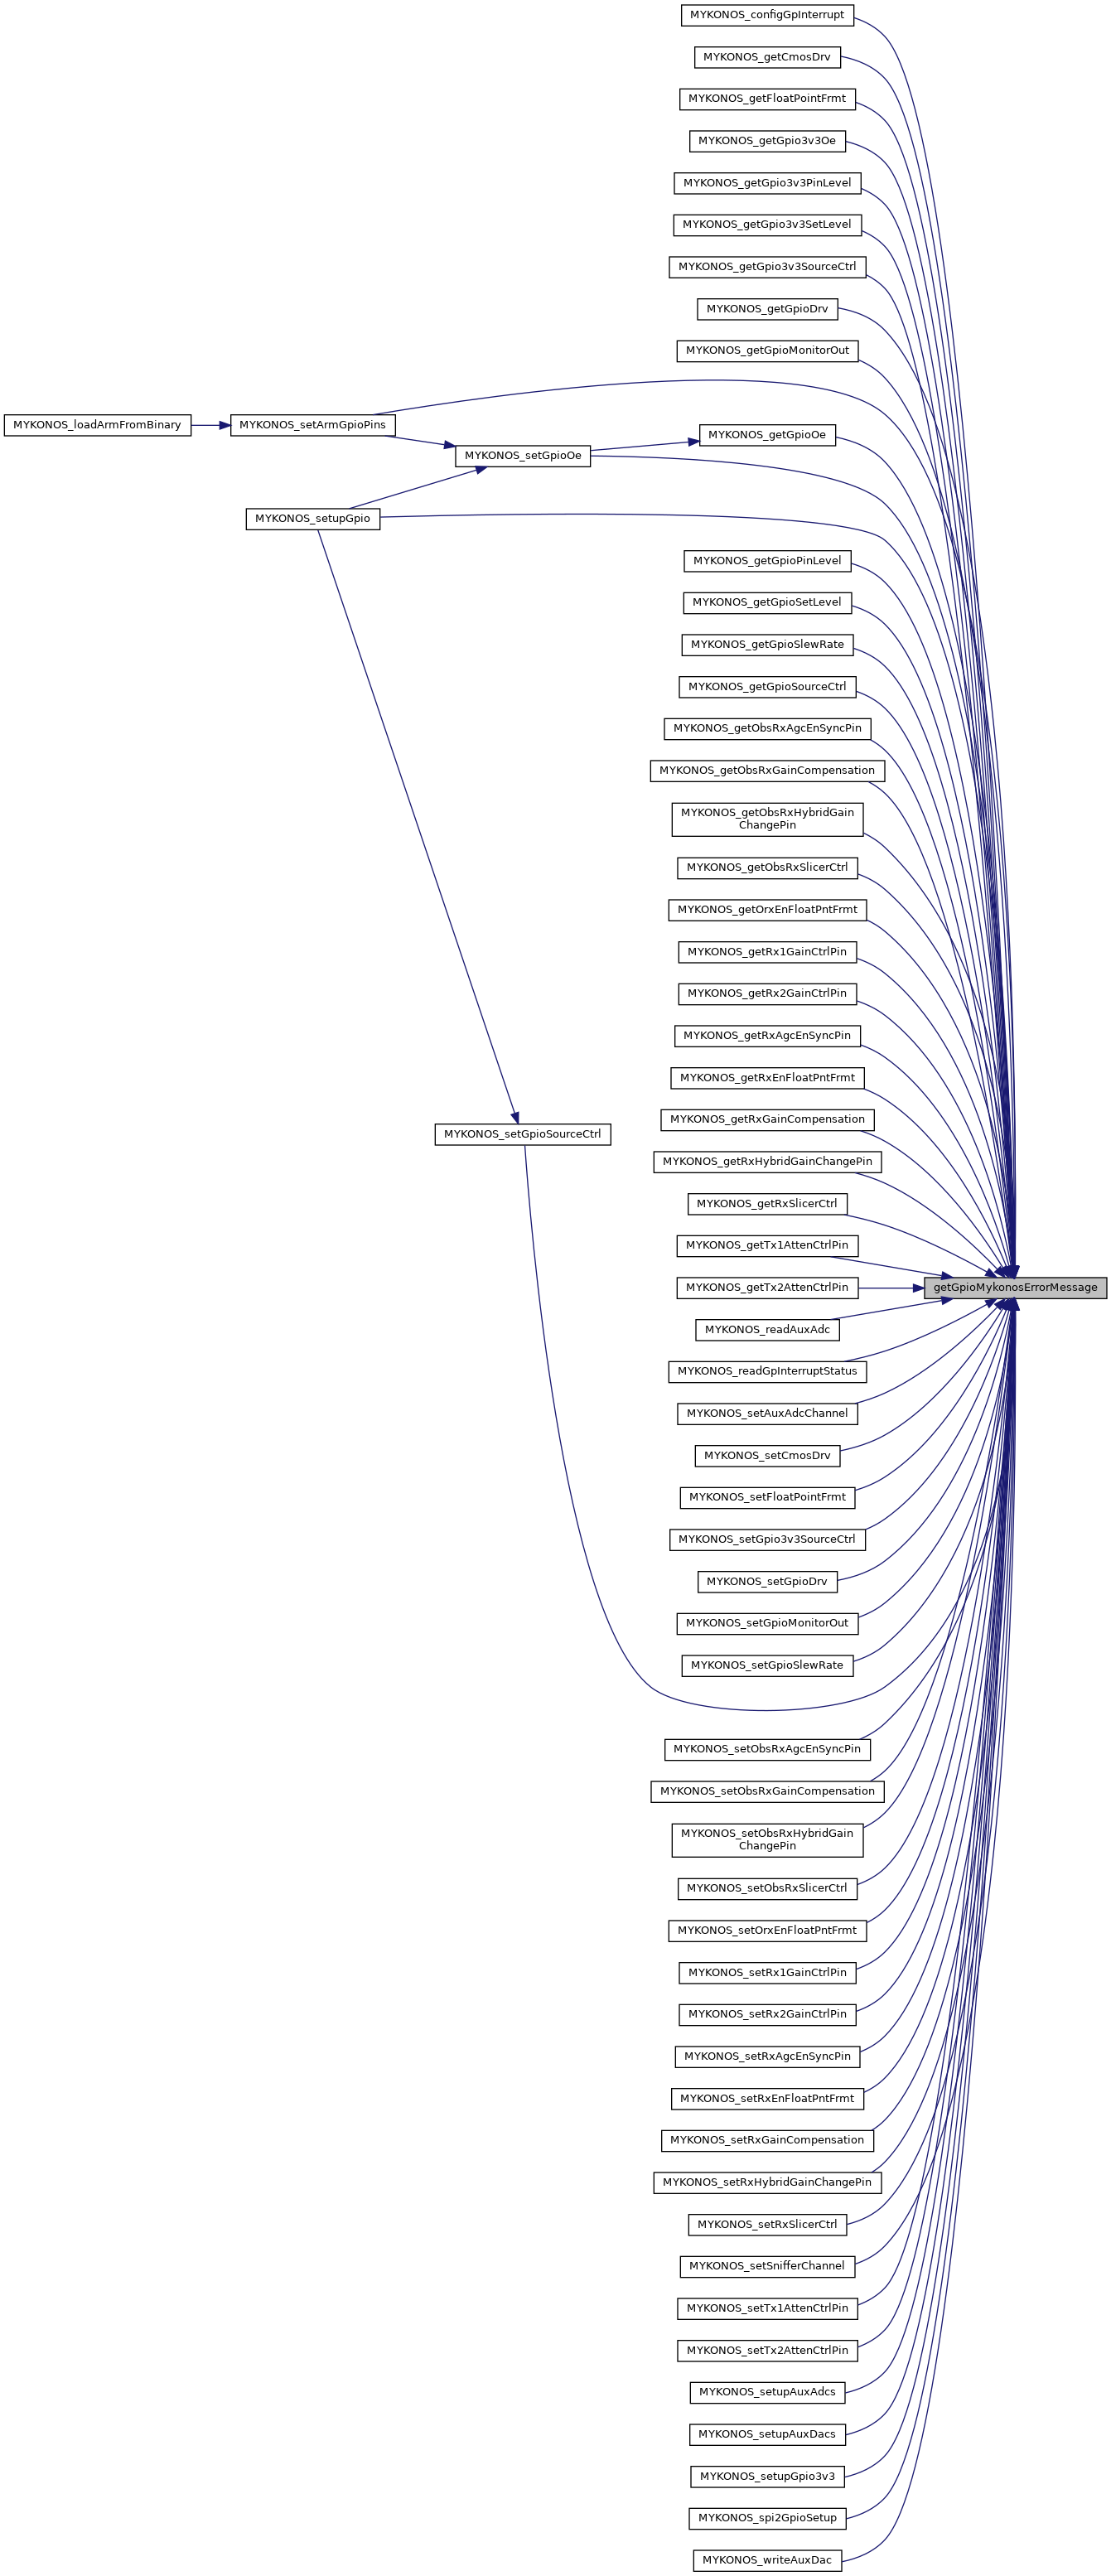 MYKONOS_configGpInterrupt
MYKONOS_getCmosDrv
MYKONOS_getFloatPointFrmt
MYKONOS_getGpio3v3Oe
MYKONOS_getGpio3v3PinLevel
MYKONOS_getGpio3v3SetLevel
MYKONOS_getGpio3v3SourceCtrl
MYKONOS_getGpioDrv
MYKONOS_getGpioMonitorOut
MYKONOS_loadArmFromBinary
MYKONOS_setArmGpioPins
MYKONOS_setGpioOe
MYKONOS_getGpioOe
MYKONOS_setupGpio
MYKONOS_getGpioPinLevel
MYKONOS_getGpioSetLevel
MYKONOS_getGpioSlewRate
MYKONOS_getGpioSourceCtrl
MYKONOS_getObsRxAgcEnSyncPin
MYKONOS_getObsRxGainCompensation
MYKONOS_getObsRxHybridGain
ChangePin
MYKONOS_getObsRxSlicerCtrl
MYKONOS_getOrxEnFloatPntFrmt
MYKONOS_getRx1GainCtrlPin
MYKONOS_getRx2GainCtrlPin
MYKONOS_getRxAgcEnSyncPin
MYKONOS_getRxEnFloatPntFrmt
MYKONOS_getRxGainCompensation
MYKONOS_setGpioSourceCtrl
MYKONOS_getRxHybridGainChangePin
MYKONOS_getRxSlicerCtrl
MYKONOS_getTx1AttenCtrlPin
MYKONOS_getTx2AttenCtrlPin
getGpioMykonosErrorMessage
MYKONOS_readAuxAdc
MYKONOS_readGpInterruptStatus
MYKONOS_setAuxAdcChannel
MYKONOS_setCmosDrv
MYKONOS_setFloatPointFrmt
MYKONOS_setGpio3v3SourceCtrl
MYKONOS_setGpioDrv
MYKONOS_setGpioMonitorOut
MYKONOS_setGpioSlewRate
MYKONOS_setObsRxAgcEnSyncPin
MYKONOS_setObsRxGainCompensation
MYKONOS_setObsRxHybridGain
ChangePin
MYKONOS_setObsRxSlicerCtrl
MYKONOS_setOrxEnFloatPntFrmt
MYKONOS_setRx1GainCtrlPin
MYKONOS_setRx2GainCtrlPin
MYKONOS_setRxAgcEnSyncPin
MYKONOS_setRxEnFloatPntFrmt
MYKONOS_setRxGainCompensation
MYKONOS_setRxHybridGainChangePin
MYKONOS_setRxSlicerCtrl
MYKONOS_setSnifferChannel
MYKONOS_setTx1AttenCtrlPin
MYKONOS_setTx2AttenCtrlPin
MYKONOS_setupAuxAdcs
MYKONOS_setupAuxDacs
MYKONOS_setupGpio3v3
MYKONOS_spi2GpioSetup
MYKONOS_writeAuxDac